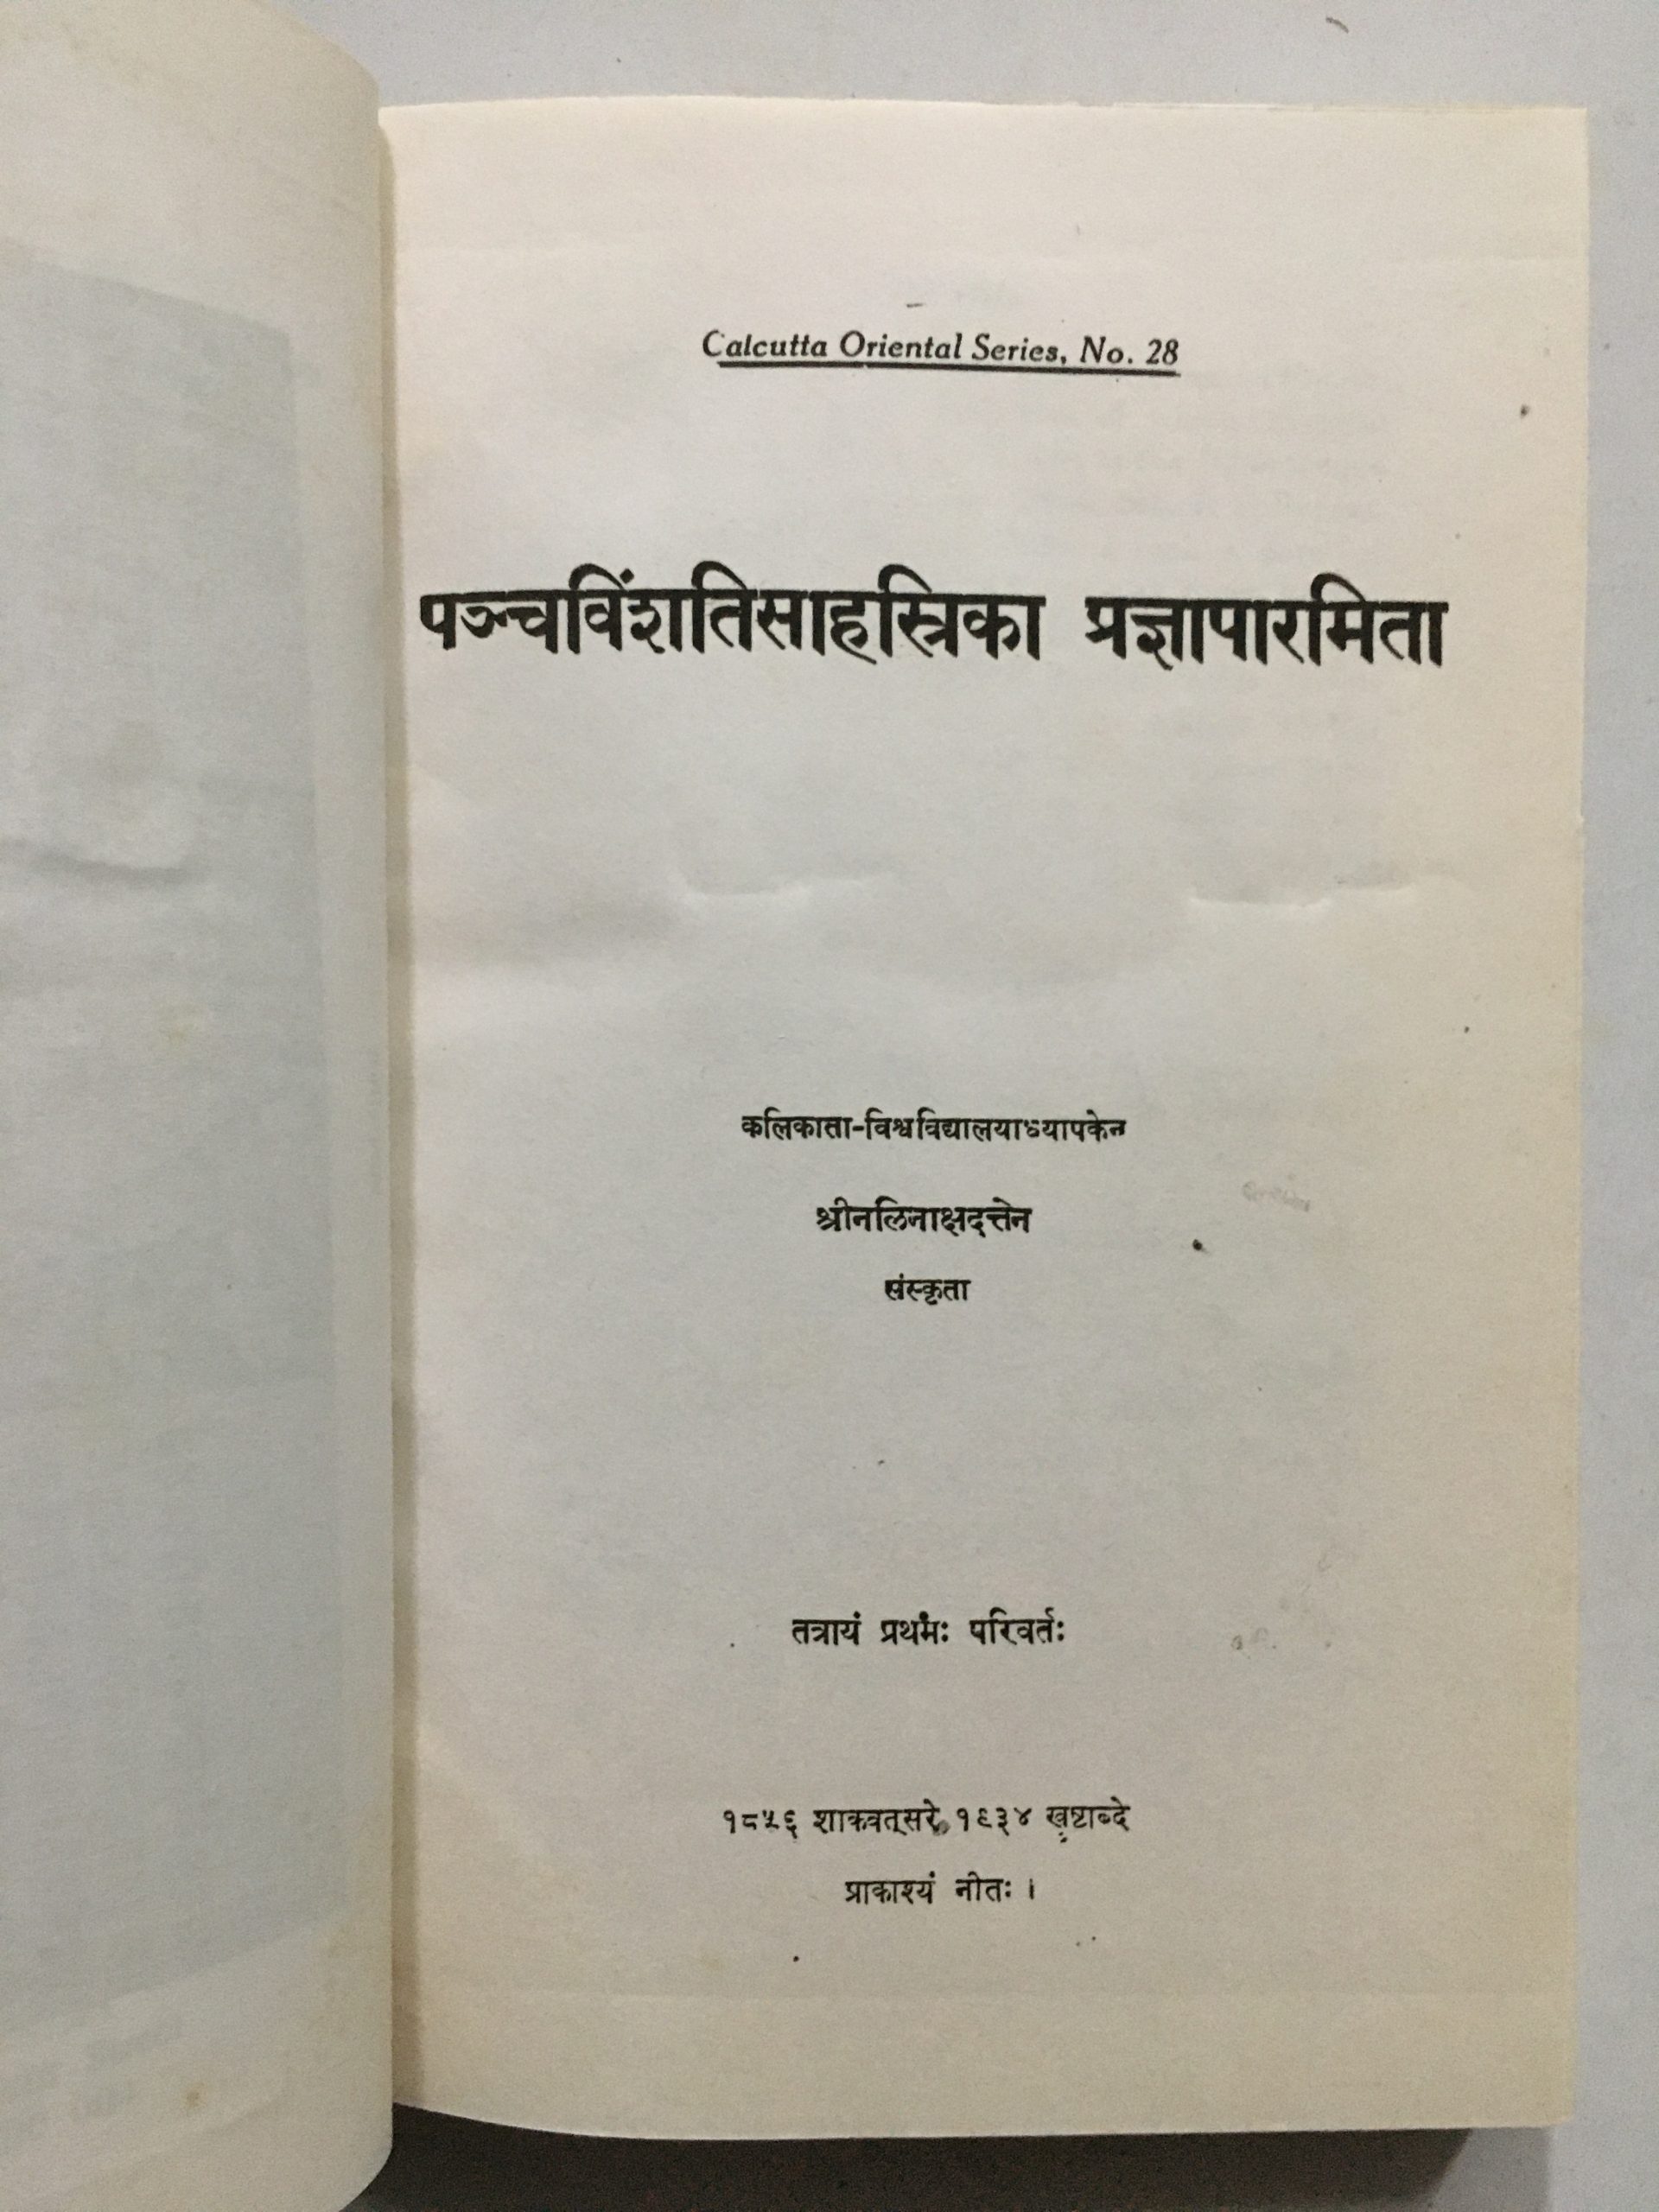 Calcutta Oriental Series, No. 28
पञ्चविंशतिसाहस्रिका प्रज्ञापारमिता
कलिकाता-विश्वविद्यालयाध्यापकेन
श्रीनलिनाक्षदत्तेन
संस्कृता
तत्रायं प्रथमः परिवर्तः
१८५६ शाकवत्सरे, १९३४ खृष्टाब्दे
प्राकाश्यं नीतः ।